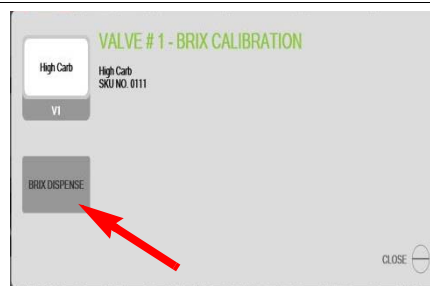 VALVE # 1 - BRIX CALIBRATION
High Carb
High Carb
SKU NO. 0111
V1
BRIX DISPENSE
CLOSE